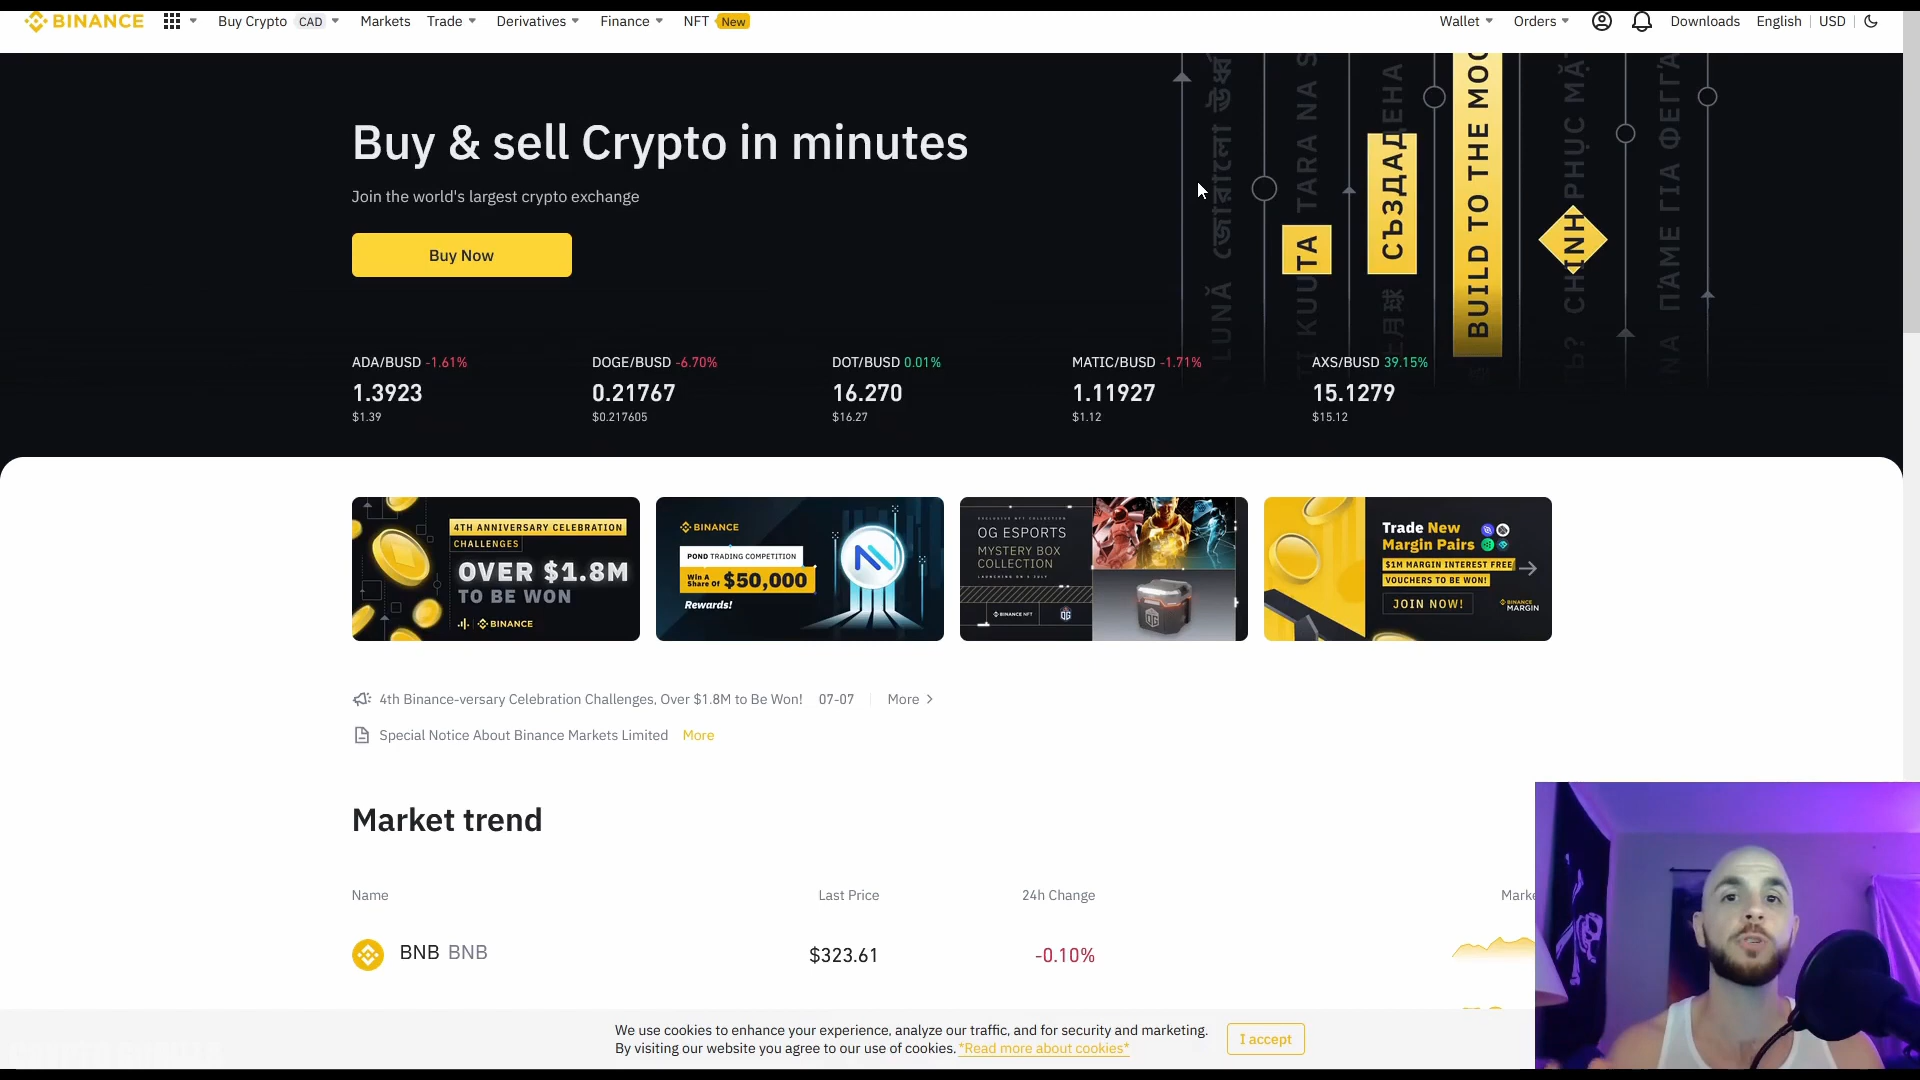 BINANCE
Buy Crypto CAD
Markets
Trade
Derivatives
Finance
NFT New
Wallet
Orders
Downloads
English
USD
Buy & sell Crypto in minutes
Join the world's largest crypto exchange
Buy Now
TA
СЪЗДАД
BUILD TO THE MOO
ADA/BUSD -1.61%
1.3923
$1.39
DOGE/BUSD -6.70%
0.21767
$0.217605
DOT/BUSD 0.01%
16.270
$16.27
MATIC/BUSD -1.71%
1.11927
$1.12
AXS/BUSD 39.15%
15.1279
$15.12
4TH ANNIVERSARY CELEBRATION
CHALLENGES
OVER $1.8M
TO BE WON
BINANCE
BINANCE
POND TRADING COMPETITION
Win A
Share Of $50,000
Rewards!
EXCLUSIVE NFT COLLECTION
OG ESPORTS
MYSTERY BOX
COLLECTION
BINANCE NFT
OG
Trade New
Margin Pairs
$1M MARGIN INTEREST FREE
VOUCHERS TO BE WON!
JOIN NOW!
BINANCE
MARGIN
4th Binance-versary Celebration Challenges, Over $1.8M to Be Won! 07-07 More
Special Notice About Binance Markets Limited More
Market trend
Name
Last Price
24h Change
Marke
BNB BNB
$323.61
-0.10%
We use cookies to enhance your experience, analyze our traffic, and for security and marketing.
By visiting our website you agree to our use of cookies. *Read more about cookies*
I accept